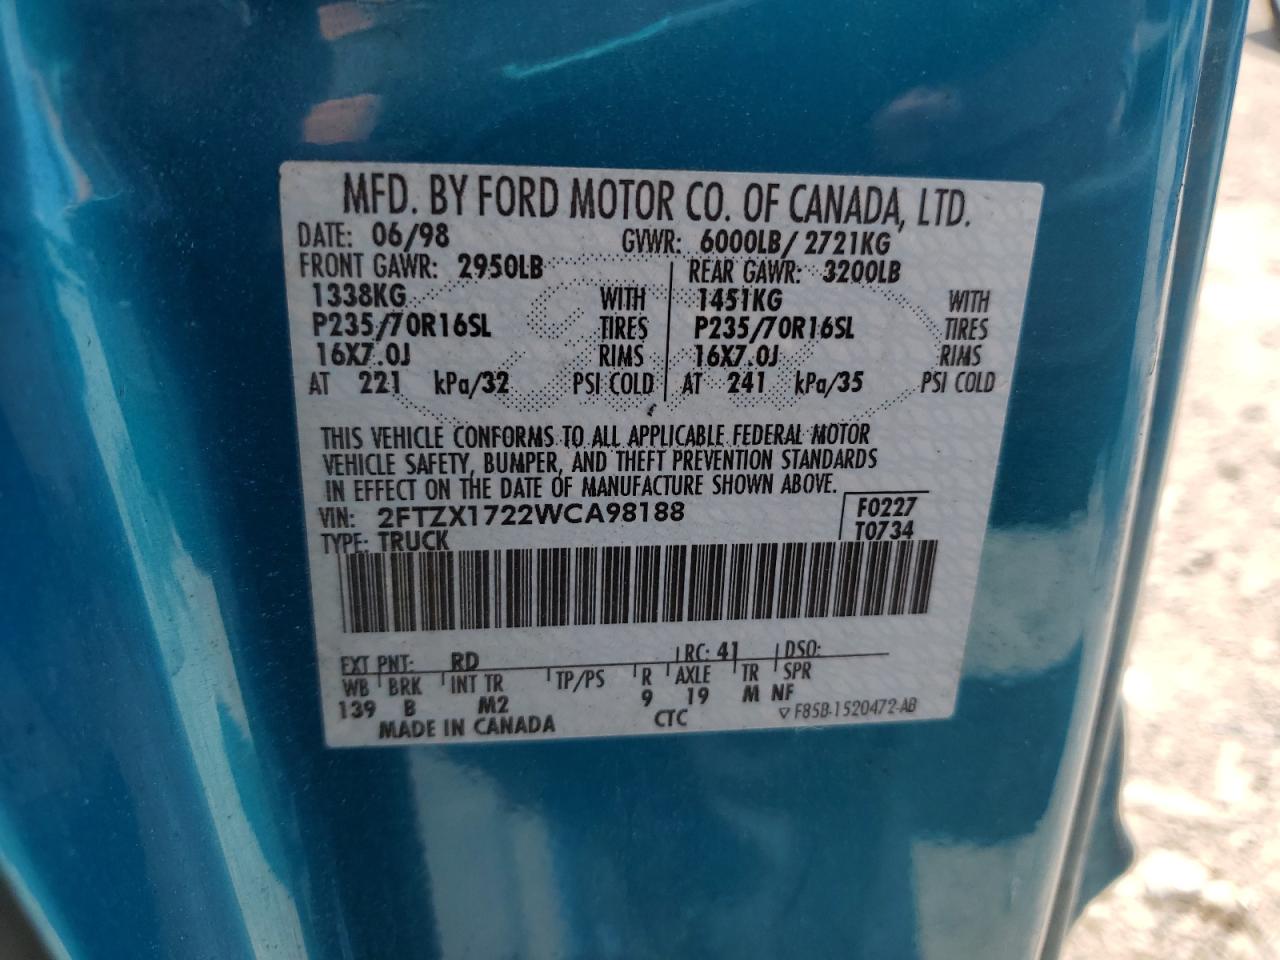 MFD. BY FORD MOTOR CO. OF CANADA, LTD.
DATE: 06/98 GVWR: 6000LB/ 2721KG
FRONT GAWR: 2950LB REAR GAWR: 3200LB
1338KG WITH 1451KG WITH
P235/70R16SL TIRES P235/70R16SL TIRES
16X7.0J RIMS 16X7.0J RIMS
AT 221 kPa/32 PSI COLD AT 241 kPa/35 PSI COLD
THIS VEHICLE CONFORMS TO ALL APPLICABLE FEDERAL MOTOR
VEHICLE SAFETY, BUMPER, AND THEFT PREVENTION STANDARDS
IN EFFECT ON THE DATE OF MANUFACTURE SHOWN ABOVE.
VIN: 2FTZX1722WCA98188 F0227
TYPE: TRUCK T0734
EXT PNT: RD RC: 41 DSO:
WB BRK INT TR TP/PS R AXLE TR SPR
139 B M2 9 19 M NF
MADE IN CANADA CTC ▽ F85B-1520472-AB